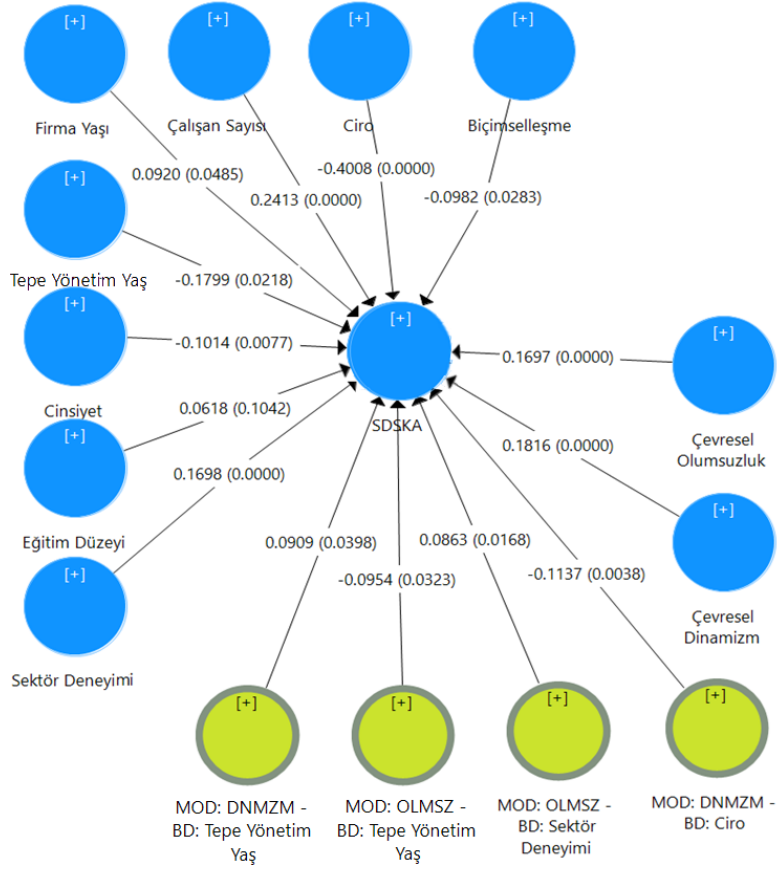 [+]
[+]
[+]
[+]
Firma Yaşı
Çalışan Sayısı
Ciro
Biçimselleşme
0.0920 (0.0485)
-0.4008 (0.0000)
0.2413 (0.0000)
-0.0982 (0.0283)
[+]
Tepe Yönetim Yaş
-0.1799 (0.0218)
[+]
-0.1014 (0.0077)
Cinsiyet
[+]
SDSKA
[+]
0.1697 (0.0000)
Çevresel
Olumsuzluk
0.0618 (0.1042)
[+]
Eğitim Düzeyi
0.1816 (0.0000)
[+]
Çevresel
Dinamizm
0.1698 (0.0000)
[+]
Sektör Deneyimi
0.0909 (0.0398)
-0.0954 (0.0323)
0.0863 (0.0168)
-0.1137 (0.0038)
[+]
MOD: DNMZM -
BD: Tepe Yönetim
Yaş
[+]
MOD: OLMSZ -
BD: Tepe Yönetim
Yaş
[+]
MOD: OLMSZ -
BD: Sektör
Deneyimi
[+]
MOD: DNMZM -
BD: Ciro